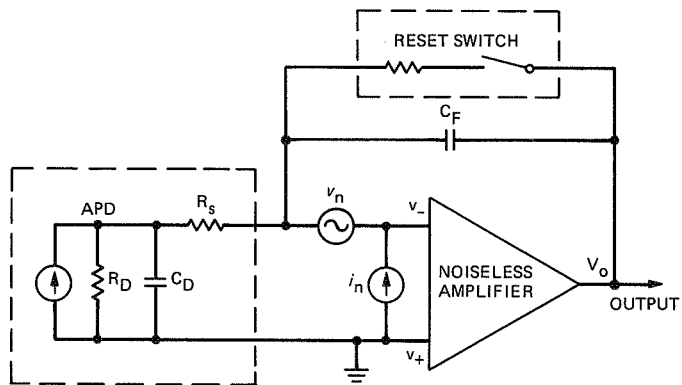 RESET SWITCH
C_F
APD
R_s
v_n
v_-
R_D
C_D
i_n
NOISELESS
AMPLIFIER
V_o
OUTPUT
v_+